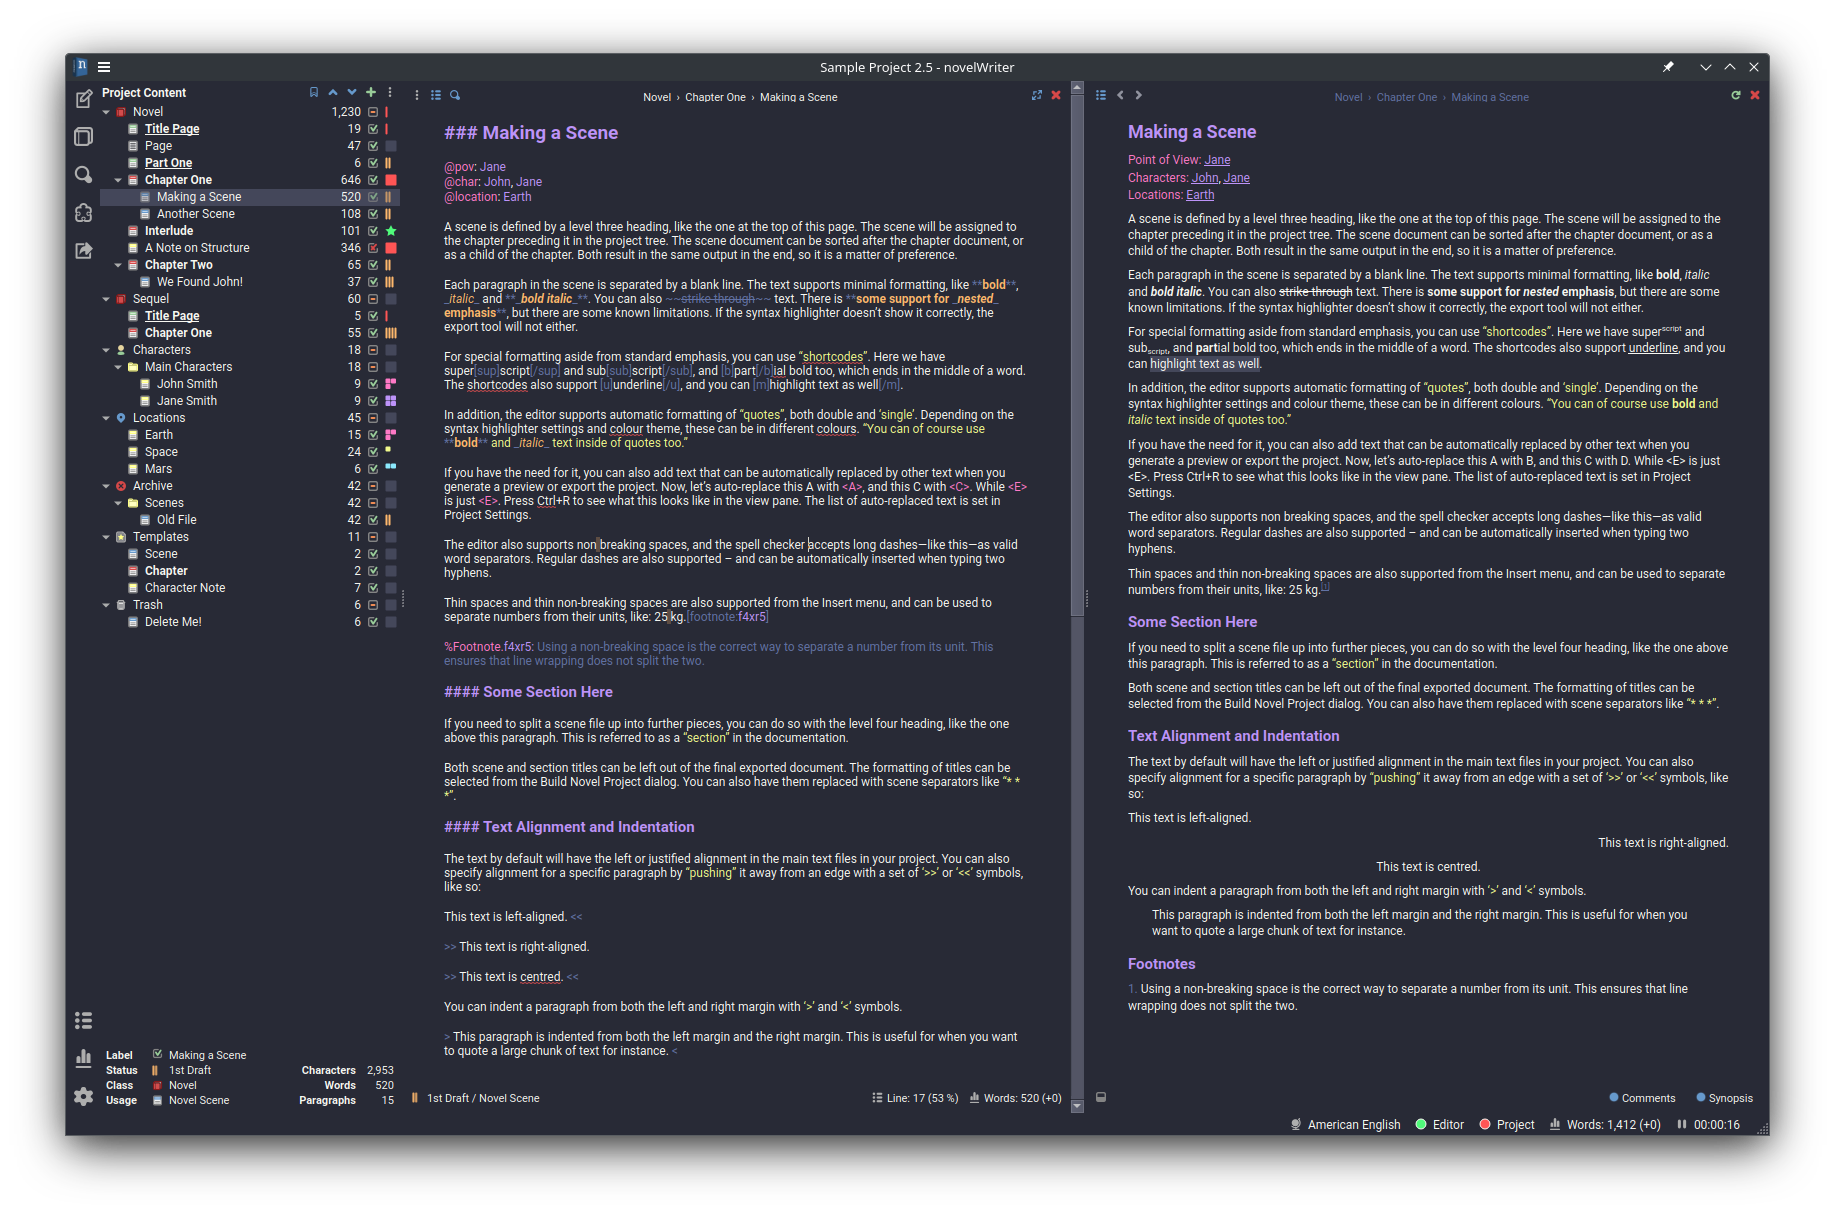 Sample Project 2.5 - novelWriter
Project Content
Novel 1,230
Title Page 19
Page 47
Part One 6
Chapter One 646
Making a Scene 520
Another Scene 108
Interlude 101
A Note on Structure 346
Chapter Two 65
We Found John! 37
Sequel 60
Title Page 5
Chapter One 55
Characters 18
Main Characters 18
John Smith 9
Jane Smith 9
Locations 45
Earth 15
Space 24
Mars 6
Archive 42
Scenes 42
Old File 42
Templates 11
Scene 2
Chapter 2
Character Note 7
Trash 6
Delete Me! 6
Label Making a Scene
Status 1st Draft Characters 2,953
Class Novel Words 520
Usage Novel Scene Paragraphs 15
Novel › Chapter One › Making a Scene
### Making a Scene
@pov: Jane
@char: John, Jane
@location: Earth
A scene is defined by a level three heading, like the one at the top of this page. The scene will be assigned to
the chapter preceding it in the project tree. The scene document can be sorted after the chapter document, or
as a child of the chapter. Both result in the same output in the end, so it is a matter of preference.
Each paragraph in the scene is separated by a blank line. The text supports minimal formatting, like **bold**,
_italic_ and **_bold italic_**. You can also ~~strike through~~ text. There is **some support for _nested_
emphasis**, but there are some known limitations. If the syntax highlighter doesn’t show it correctly, the
export tool will not either.
For special formatting aside from standard emphasis, you can use “shortcodes”. Here we have
super[sup]script[/sup] and sub[sub]script[/sub], and [b]part[/b]ial bold too, which ends in the middle of a word.
The shortcodes also support [u]underline[/u], and you can [m]highlight text as well[/m].
In addition, the editor supports automatic formatting of “quotes”, both double and ‘single’. Depending on the
syntax highlighter settings and colour theme, these can be in different colours. “You can of course use
**bold** and _italic_ text inside of quotes too.”
If you have the need for it, you can also add text that can be automatically replaced by other text when you
generate a preview or export the project. Now, let’s auto-replace this A with <A>, and this C with <C>. While <E>
is just <E>. Press Ctrl+R to see what this looks like in the view pane. The list of auto-replaced text is set in
Project Settings.
The editor also supports non breaking spaces, and the spell checker accepts long dashes—like this—as valid
word separators. Regular dashes are also supported – and can be automatically inserted when typing two
hyphens.
Thin spaces and thin non-breaking spaces are also supported from the Insert menu, and can be used to
separate numbers from their units, like: 25 kg.[footnote:f4xr5]
%Footnote.f4xr5: Using a non-breaking space is the correct way to separate a number from its unit. This
ensures that line wrapping does not split the two.
#### Some Section Here
If you need to split a scene file up into further pieces, you can do so with the level four heading, like the one
above this paragraph. This is referred to as a “section” in the documentation.
Both scene and section titles can be left out of the final exported document. The formatting of titles can be
selected from the Build Novel Project dialog. You can also have them replaced with scene separators like “* *
*”.
#### Text Alignment and Indentation
The text by default will have the left or justified alignment in the main text files in your project. You can also
specify alignment for a specific paragraph by “pushing” it away from an edge with a set of ‘>>’ or ‘<<’ symbols,
like so:
This text is left-aligned. <<
>> This text is right-aligned.
>> This text is centred. <<
You can indent a paragraph from both the left and right margin with ‘>’ and ‘<’ symbols.
> This paragraph is indented from both the left margin and the right margin. This is useful for when you want
to quote a large chunk of text for instance. <
1st Draft / Novel Scene Line: 17 (53 %) Words: 520 (+0)
Novel › Chapter One › Making a Scene
Making a Scene
Point of View: Jane
Characters: John, Jane
Locations: Earth
A scene is defined by a level three heading, like the one at the top of this page. The scene will be assigned to the
chapter preceding it in the project tree. The scene document can be sorted after the chapter document, or as a
child of the chapter. Both result in the same output in the end, so it is a matter of preference.
Each paragraph in the scene is separated by a blank line. The text supports minimal formatting, like bold, italic
and bold italic. You can also strike through text. There is some support for nested emphasis, but there are some
known limitations. If the syntax highlighter doesn’t show it correctly, the export tool will not either.
For special formatting aside from standard emphasis, you can use “shortcodes”. Here we have superscript and
subscript, and partial bold too, which ends in the middle of a word. The shortcodes also support underline, and you
can highlight text as well.
In addition, the editor supports automatic formatting of “quotes”, both double and ‘single’. Depending on the
syntax highlighter settings and colour theme, these can be in different colours. “You can of course use bold and
italic text inside of quotes too.”
If you have the need for it, you can also add text that can be automatically replaced by other text when you
generate a preview or export the project. Now, let’s auto-replace this A with B, and this C with D. While <E> is just
<E>. Press Ctrl+R to see what this looks like in the view pane. The list of auto-replaced text is set in Project
Settings.
The editor also supports non breaking spaces, and the spell checker accepts long dashes—like this—as valid
word separators. Regular dashes are also supported – and can be automatically inserted when typing two
hyphens.
Thin spaces and thin non-breaking spaces are also supported from the Insert menu, and can be used to separate
numbers from their units, like: 25 kg.[1]
Some Section Here
If you need to split a scene file up into further pieces, you can do so with the level four heading, like the one above
this paragraph. This is referred to as a “section” in the documentation.
Both scene and section titles can be left out of the final exported document. The formatting of titles can be
selected from the Build Novel Project dialog. You can also have them replaced with scene separators like “* * *”.
Text Alignment and Indentation
The text by default will have the left or justified alignment in the main text files in your project. You can also
specify alignment for a specific paragraph by “pushing” it away from an edge with a set of ‘>>’ or ‘<<’ symbols, like
so:
This text is left-aligned.
This text is right-aligned.
This text is centred.
You can indent a paragraph from both the left and right margin with ‘>’ and ‘<’ symbols.
This paragraph is indented from both the left margin and the right margin. This is useful for when you
want to quote a large chunk of text for instance.
Footnotes
1. Using a non-breaking space is the correct way to separate a number from its unit. This ensures that line
wrapping does not split the two.
Comments Synopsis
American English Editor Project Words: 1,412 (+0) 00:00:16